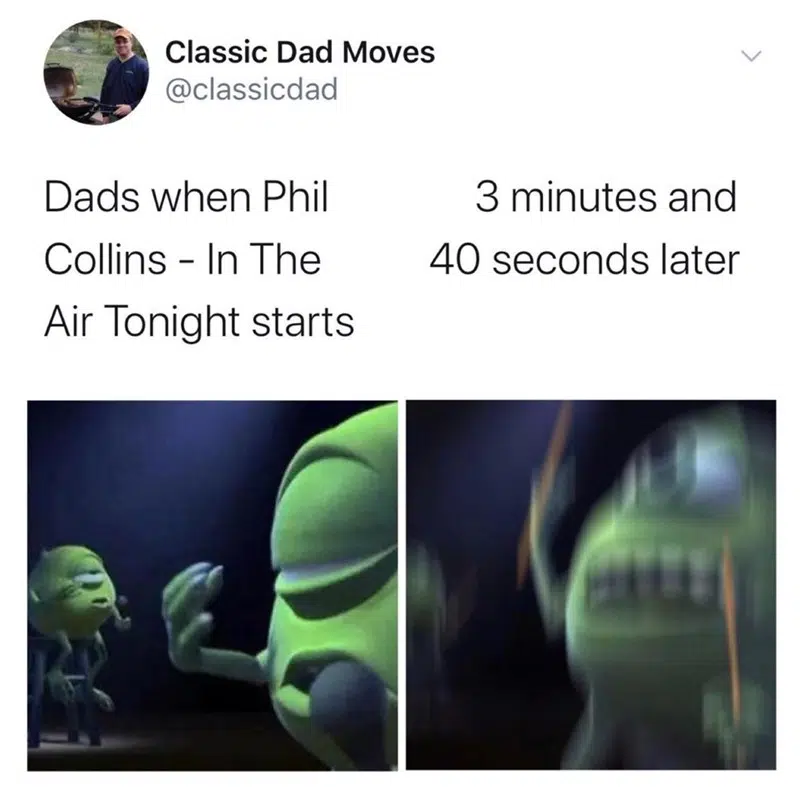 Classic Dad Moves
@classicdad
Dads when Phil
Collins - In The
Air Tonight starts
3 minutes and
40 seconds later